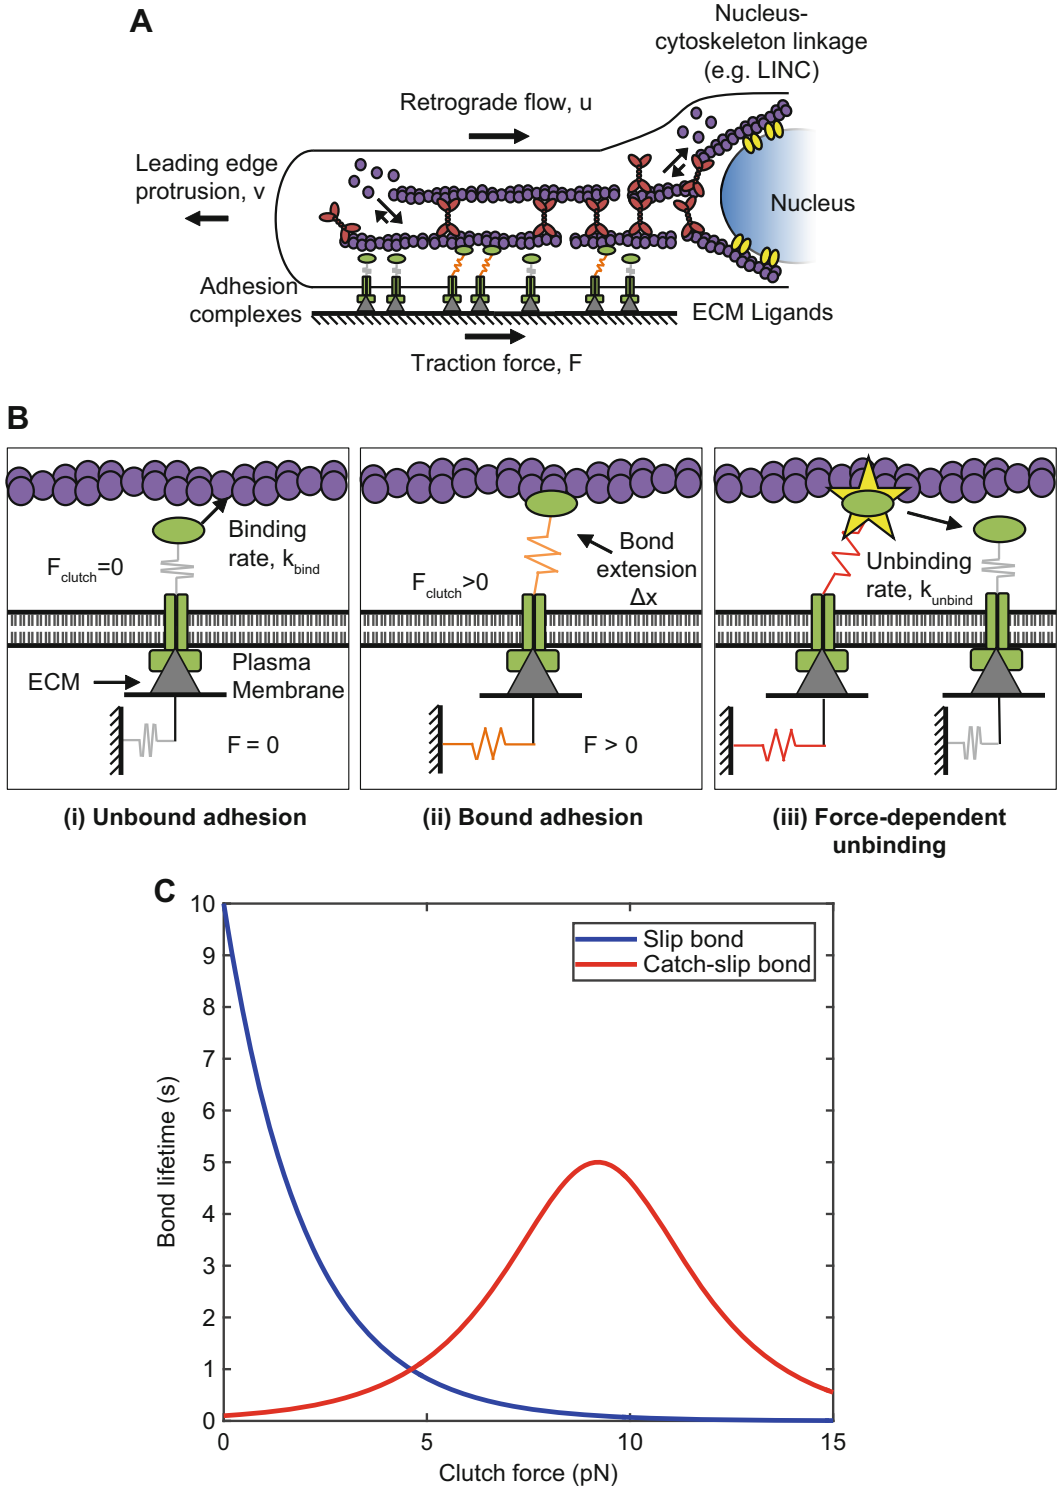 A
Nucleus-
cytoskeleton linkage
(e.g. LINC)
Retrograde flow, u
Leading edge
protrusion, v
Nucleus
Adhesion
complexes
ECM Ligands
Traction force, F
B
Binding
rate, kbind
Fclutch=0
ECM
Plasma
Membrane
F = 0
(i) Unbound adhesion
Bond
extension
Δx
Fclutch>0
F > 0
(ii) Bound adhesion
Unbinding
rate, kunbind
(iii) Force-dependent
unbinding
C
Slip bond
Catch-slip bond
Bond lifetime (s)
10
9
8
7
6
5
4
3
2
1
0
0 5 10 15
Clutch force (pN)